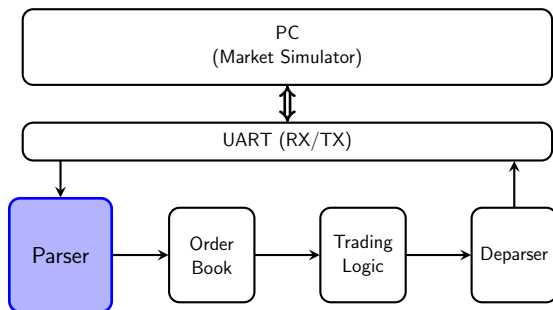 PC
(Market Simulator)
UART (RX/TX)
Parser
Order
Book
Trading
Logic
Deparser